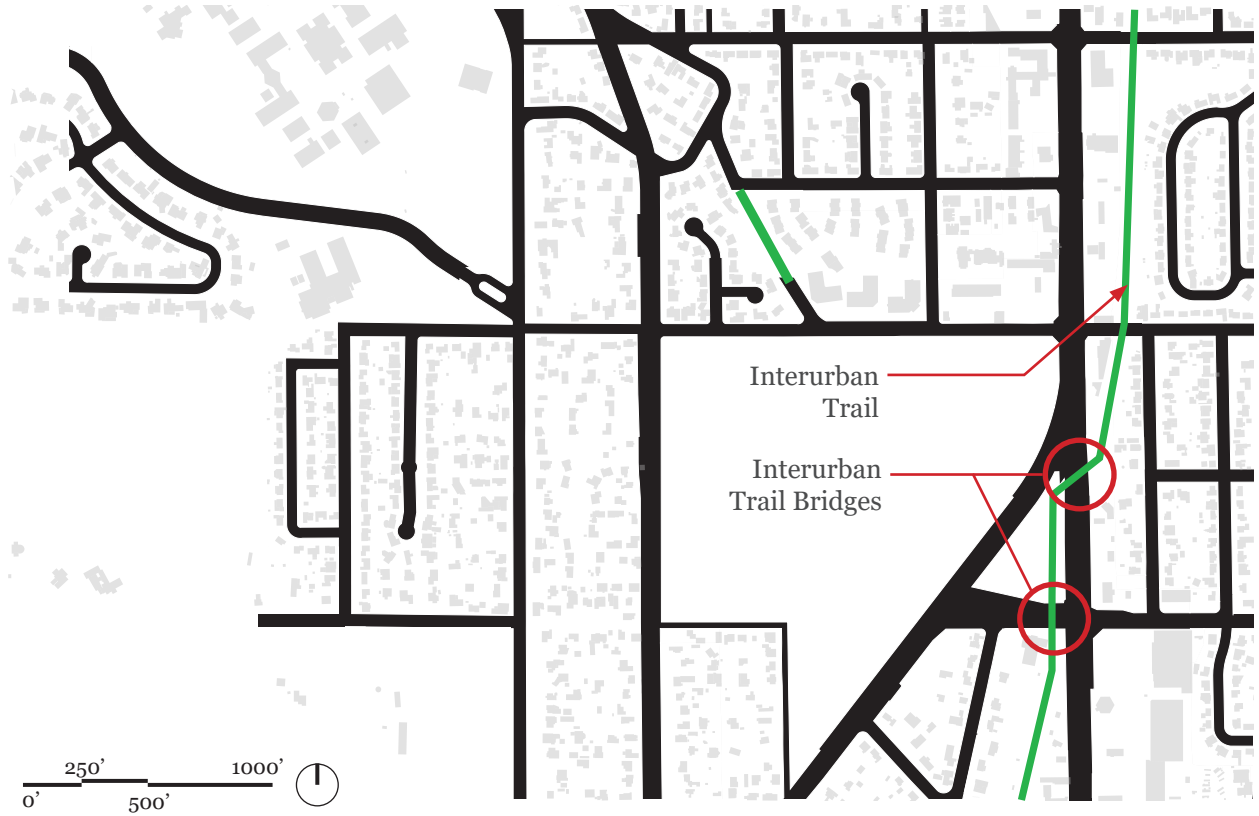 Interurban
Trail
Interurban
Trail Bridges
250’ 1000’
0’ 500’